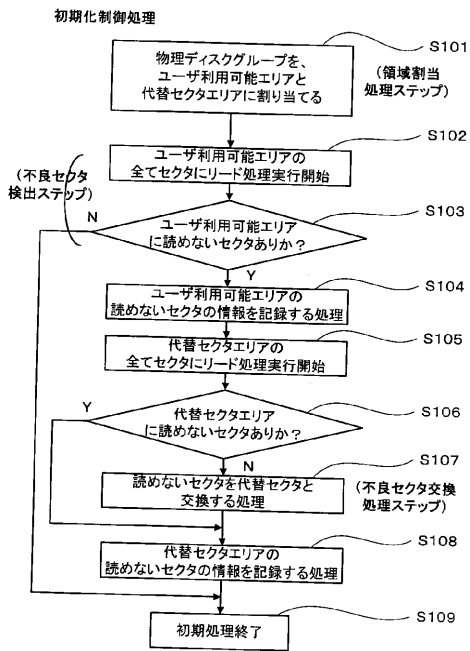 初期化制御処理
S101
物理ディスクグループを、
ユーザ利用可能エリアと
代替セクタエリアに割り当てる
(領域割当
処理ステップ)
S102
ユーザ利用可能エリアの
全てセクタにリード処理実行開始
(不良セクタ
検出ステップ)
S103
N
ユーザ利用可能エリア
に読めないセクタありか?
Y
S104
ユーザ利用可能エリアの
読めないセクタの情報を記録する処理
S105
代替セクタエリアの
全てセクタにリード処理実行開始
S106
Y
代替セクタエリア
に読めないセクタありか?
N
S107
読めないセクタを代替セクタと
交換する処理
(不良セクタ交換
処理ステップ)
S108
代替セクタエリアの
読めないセクタの情報を記録する処理
S109
初期処理終了